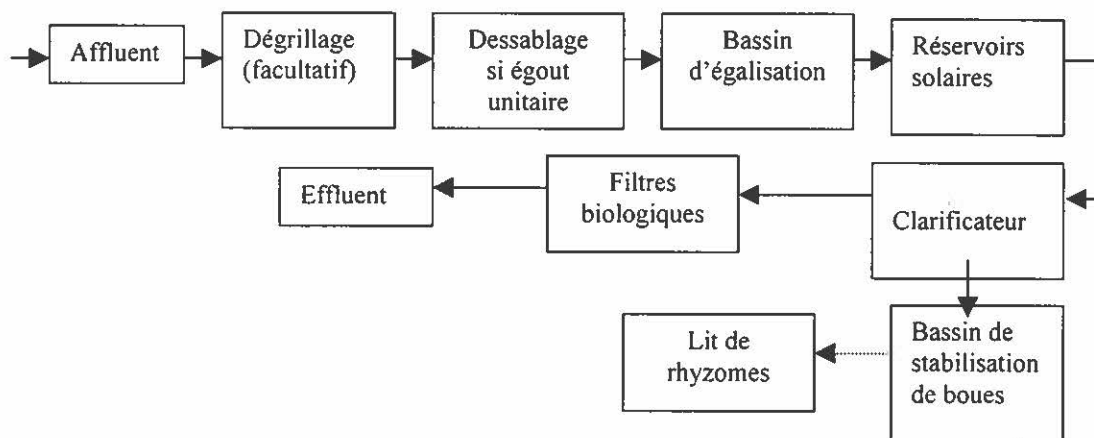 Affluent
Dégrillage
(facultatif)
Dessablage
si égout
unitaire
Bassin
d'égalisation
Réservoirs
solaires
Effluent
Filtres
biologiques
Clarificateur
Lit de
rhyzomes
Bassin de
stabilisation
de boues